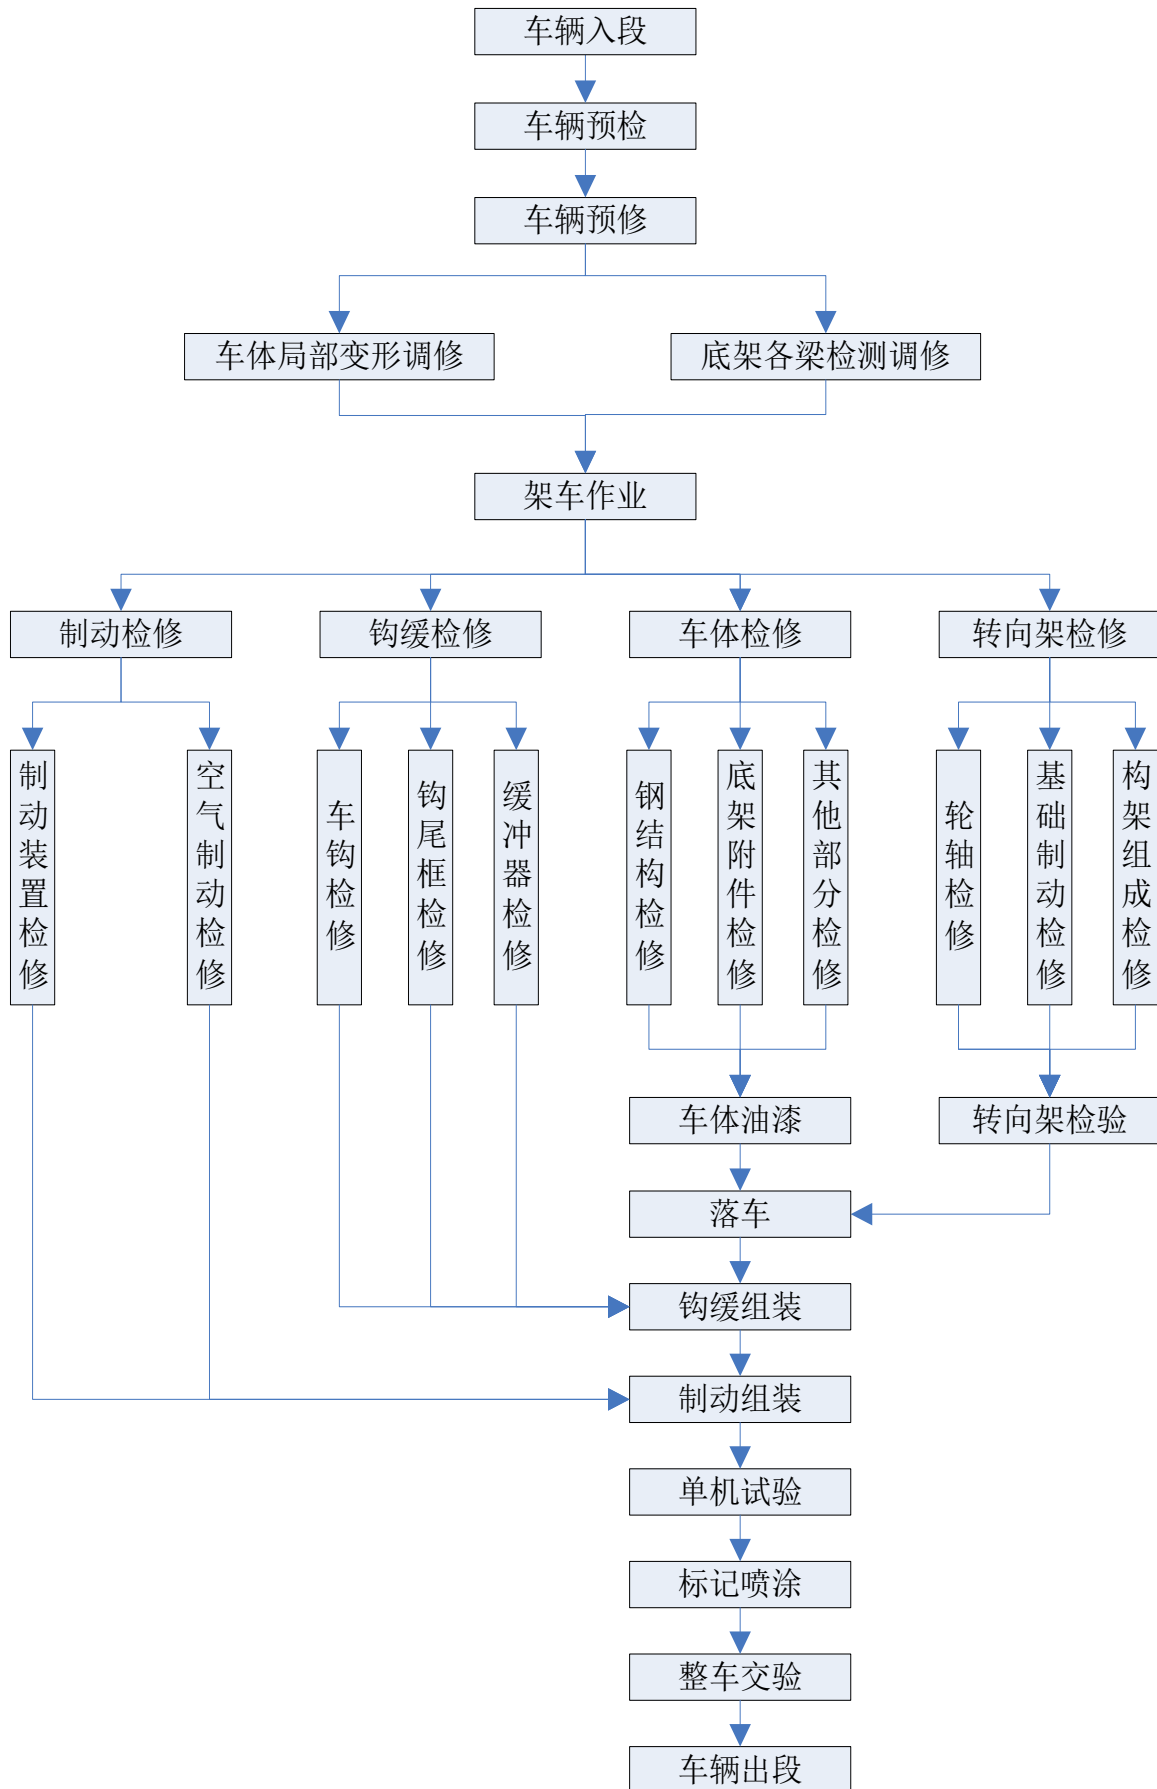 车辆入段
车辆预检
车辆预修
车体局部变形调修
底架各梁检测调修
架车作业
制动检修
钩缓检修
车体检修
转向架检修
制动装置检修
空气制动检修
车钩检修
钩尾框检修
缓冲器检修
钢结构检修
底架附件检修
其他部分检修
轮轴检修
基础制动检修
构架组成检修
车体油漆
转向架检验
落车
钩缓组装
制动组装
单机试验
标记喷涂
整车交验
车辆出段